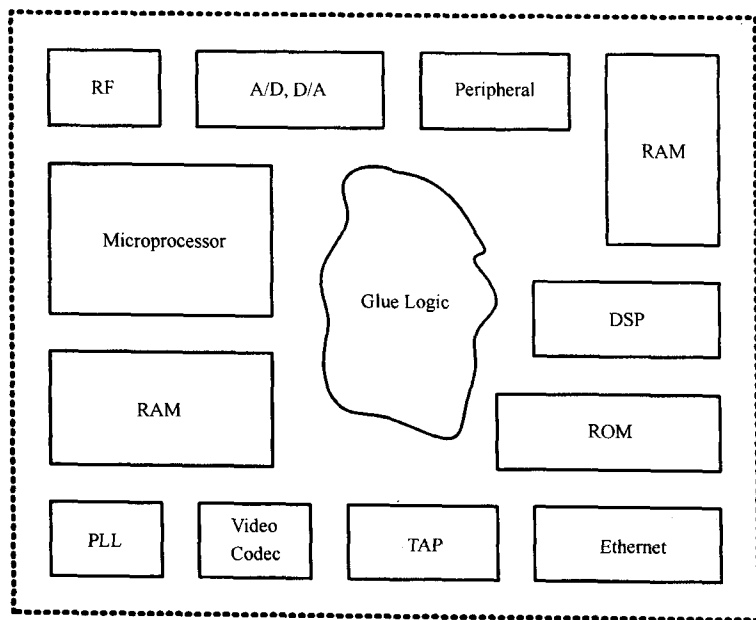 RF
A/D, D/A
Peripheral
RAM
Microprocessor
Glue Logic
DSP
RAM
ROM
PLL
Video
Codec
TAP
Ethernet